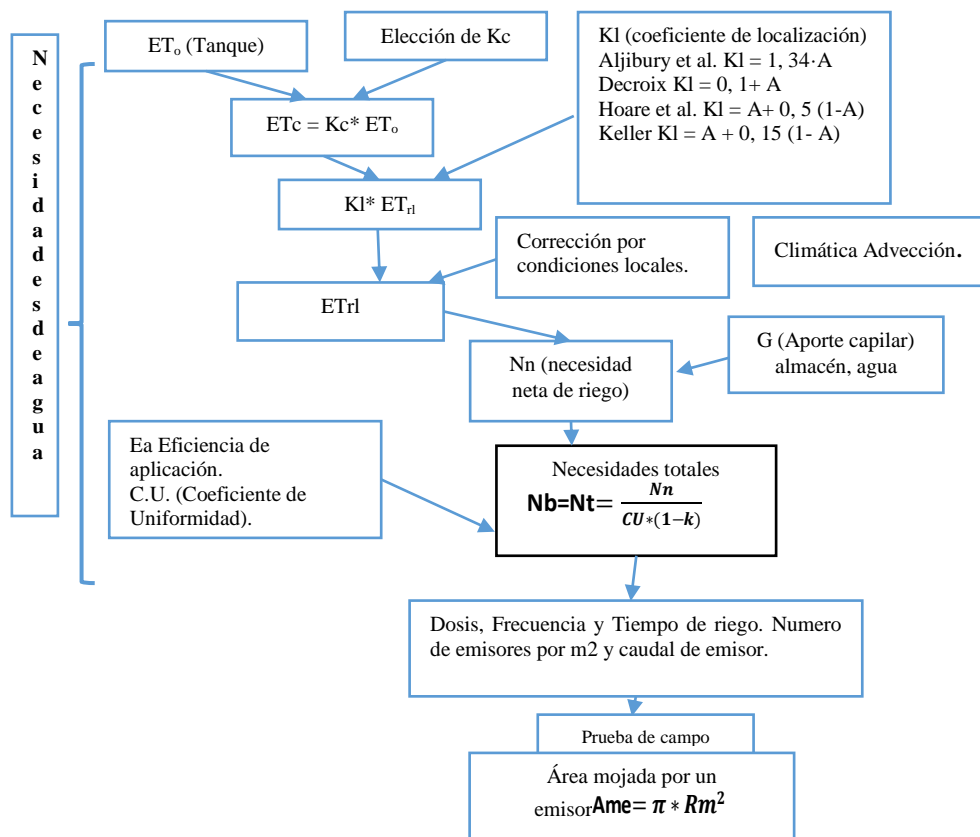 Necesidadesdeagua
ETo (Tanque)
Elección de Kc
Kl (coeficiente de localización)
Aljibury et al. Kl = 1, 34·A
Decroix Kl = 0, 1+ A
Hoare et al. Kl = A+ 0, 5 (1-A)
Keller Kl = A + 0, 15 (1- A)
ETc = Kc* ETo
Kl* ETrl
Corrección por
condiciones locales.
Climática Advección.
ETrl
Nn (necesidad
neta de riego)
G (Aporte capilar)
almacén, agua
Ea Eficiencia de
aplicación.
C.U. (Coeficiente de
Uniformidad).
Necesidades totales
Nb=Nt= Nn / CU*(1−k)
Dosis, Frecuencia y Tiempo de riego. Numero
de emisores por m2 y caudal de emisor.
Prueba de campo
Área mojada por un
emisorAme= π * Rm²